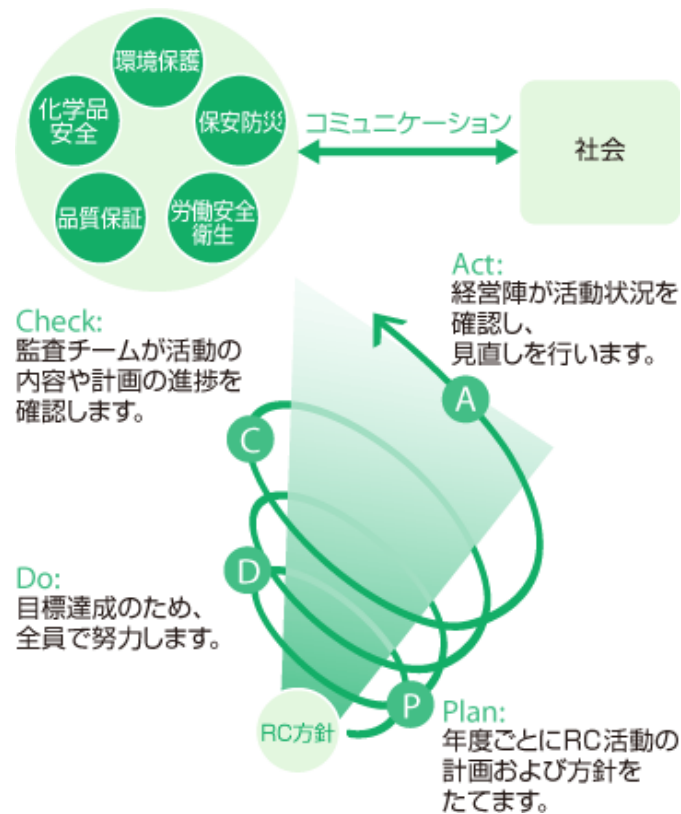 環境保護
化学品
安全
保安防災
品質保証
労働安全
衛生
コミュニケーション
社会
Act:
経営陣が活動状況を
確認し、
見直しを行います。
Check:
監査チームが活動の
内容や計画の進捗を
確認します。
A
C
D
Do:
目標達成のため、
全員で努力します。
P
RC方針
Plan:
年度ごとにRC活動の
計画および方針を
たてます。